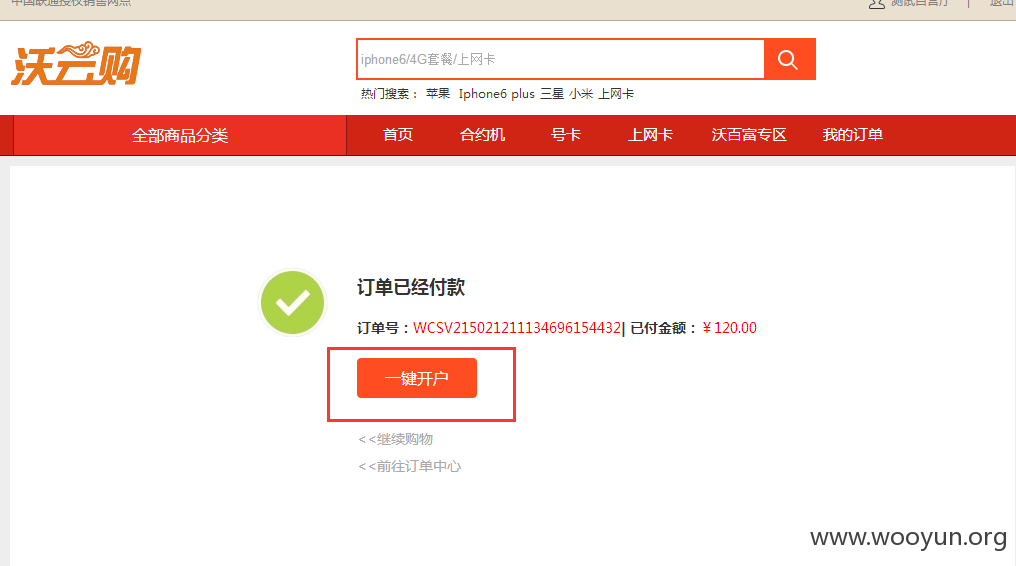 中国联通授权销售网点
测试自营厅 | 退出
沃云购
iphone6/4G套餐/上网卡
热门搜索： 苹果 Iphone6 plus 三星 小米 上网卡
全部商品分类 首页 合约机 号卡 上网卡 沃百富专区 我的订单
订单已经付款
订单号：WCSV215021211134696154432| 已付金额：￥120.00
一键开户
<<继续购物
<<前往订单中心
www.wooyun.org